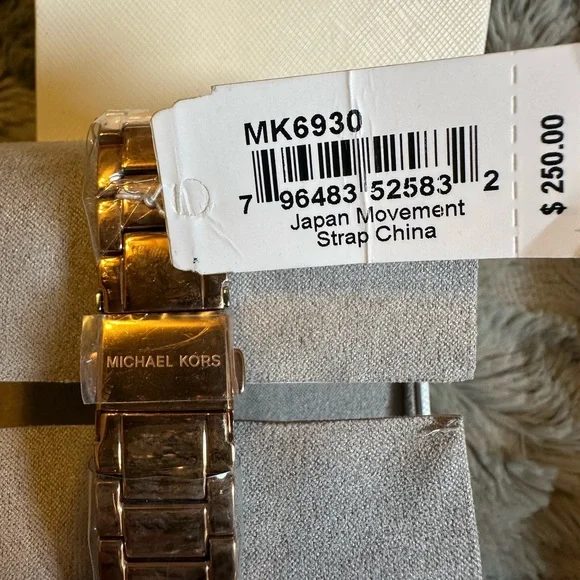 MK6930
7 96483 52583 2
Japan Movement
Strap China
$ 250.00
MICHAEL KORS